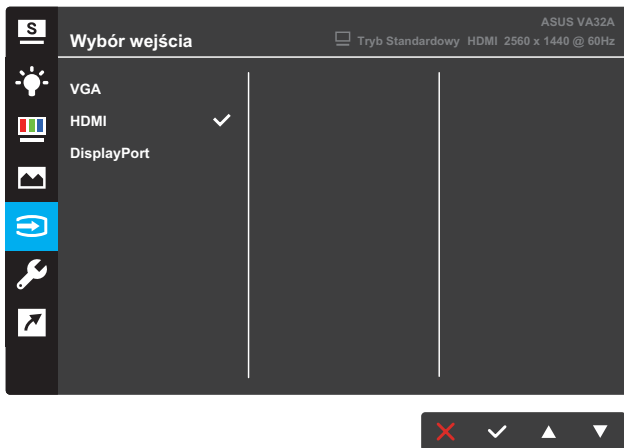 S
ASUS VA32A
Wybór wejścia
Tryb Standardowy HDMI 2560 x 1440 @ 60Hz
VGA
HDMI
DisplayPort